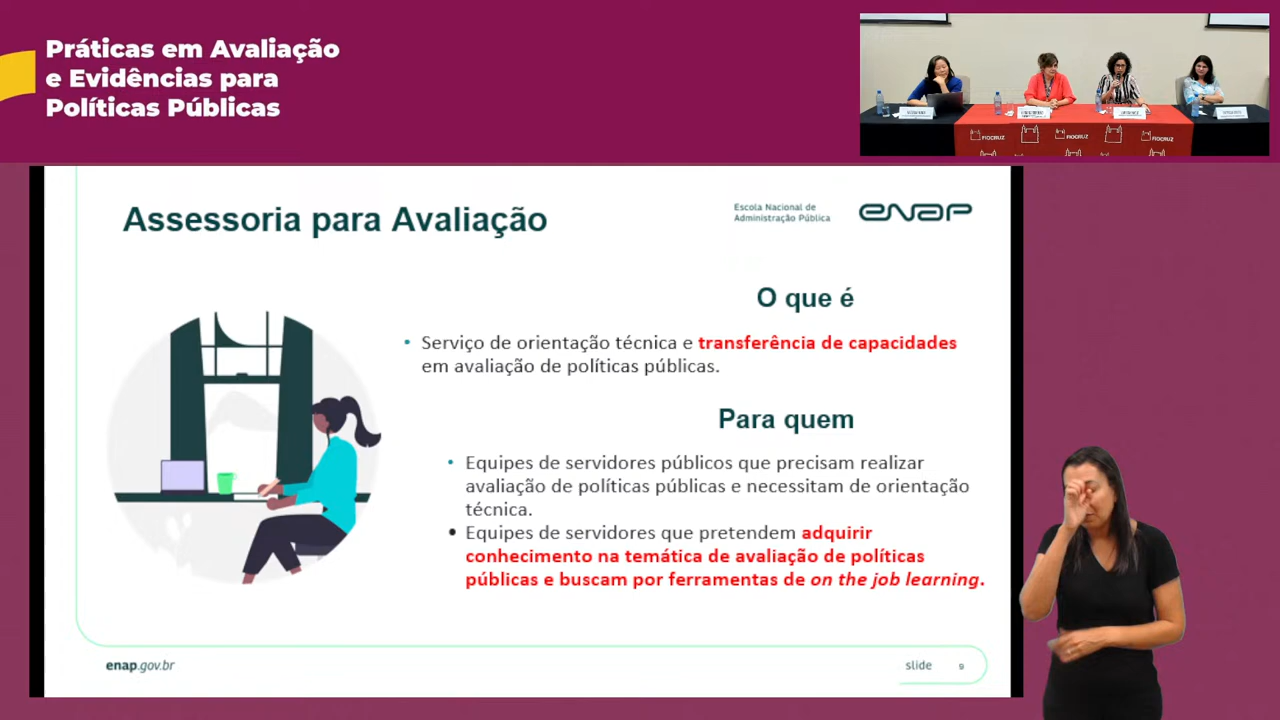 Práticas em Avaliação
e Evidências para
Políticas Públicas
FIOCRUZ
FIOCRUZ
FIOCRUZ
Assessoria para Avaliação
Escola Nacional de
Administração Pública
enap
O que é
• Serviço de orientação técnica e transferência de capacidades
em avaliação de políticas públicas.
Para quem
• Equipes de servidores públicos que precisam realizar
avaliação de políticas públicas e necessitam de orientação
técnica.
• Equipes de servidores que pretendem adquirir
conhecimento na temática de avaliação de políticas
públicas e buscam por ferramentas de on the job learning.
enap.gov.br
slide 9